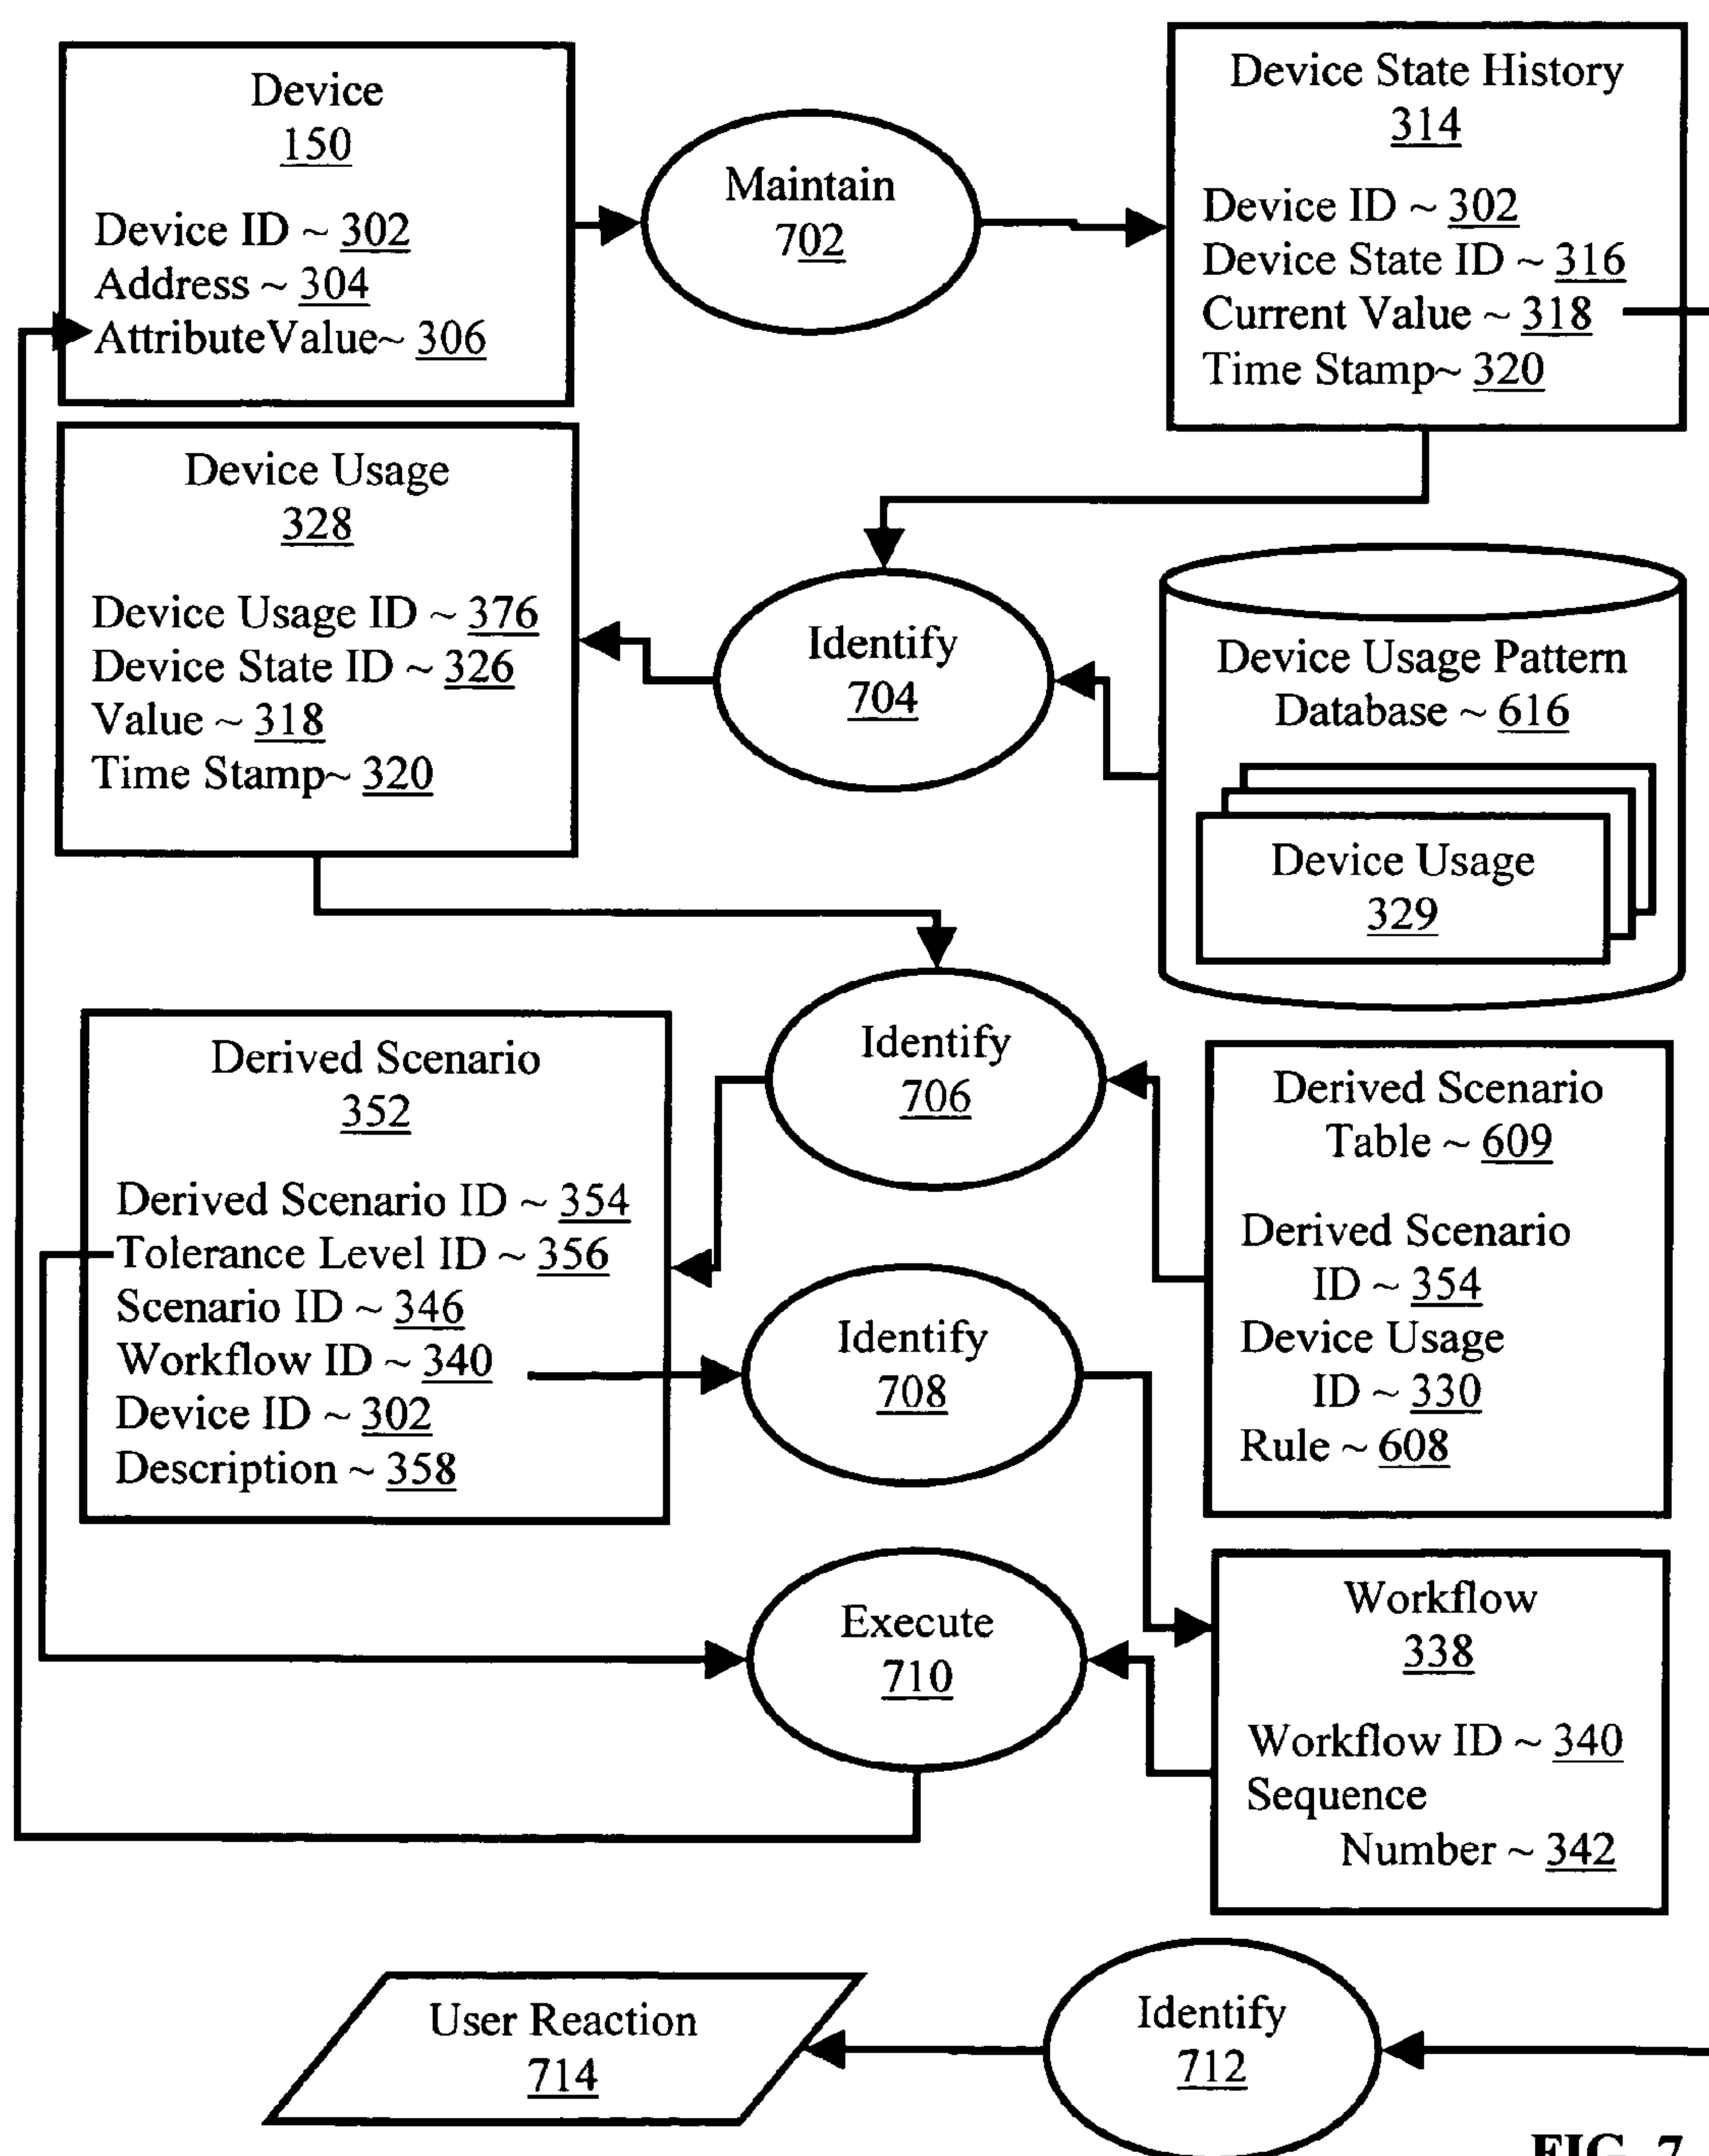 Device
150
Device ID ~ 302
Address ~ 304
AttributeValue~ 306
Maintain
702
Device State History
314
Device ID ~ 302
Device State ID ~ 316
Current Value ~ 318
Time Stamp~ 320
Device Usage
328
Device Usage ID ~ 376
Device State ID ~ 326
Value ~ 318
Time Stamp~ 320
Identify
704
Device Usage Pattern
Database ~ 616
Device Usage
329
Identify
706
Derived Scenario
352
Derived Scenario ID ~ 354
Tolerance Level ID ~ 356
Scenario ID ~ 346
Workflow ID ~ 340
Device ID ~ 302
Description ~ 358
Derived Scenario
Table ~ 609
Derived Scenario
ID ~ 354
Device Usage
ID ~ 330
Rule ~ 608
Identify
708
Execute
710
Workflow
338
Workflow ID ~ 340
Sequence
Number ~ 342
User Reaction
714
Identify
712
FIG. 7